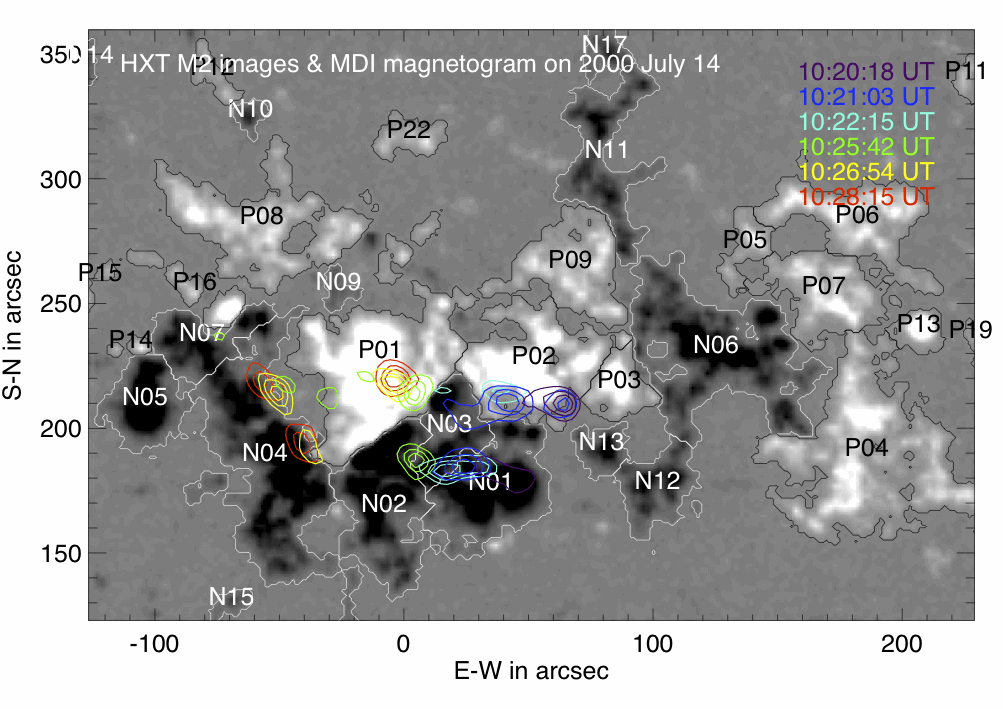 HXT M2 images & MDI magnetogram on 2000 July 14
10:20:18 UT
10:21:03 UT
10:22:15 UT
10:25:42 UT
10:26:54 UT
10:28:15 UT
350
300
250
200
150
S-N in arcsec
-100
0
100
200
E-W in arcsec
N14
P12
N17
P11
N10
P22
N11
P08
P06
P05
P15
P16
N09
P09
P07
P14
N07
P01
P02
N06
P13
P19
N05
P03
N03
N04
N13
P04
N02
N01
N12
N15